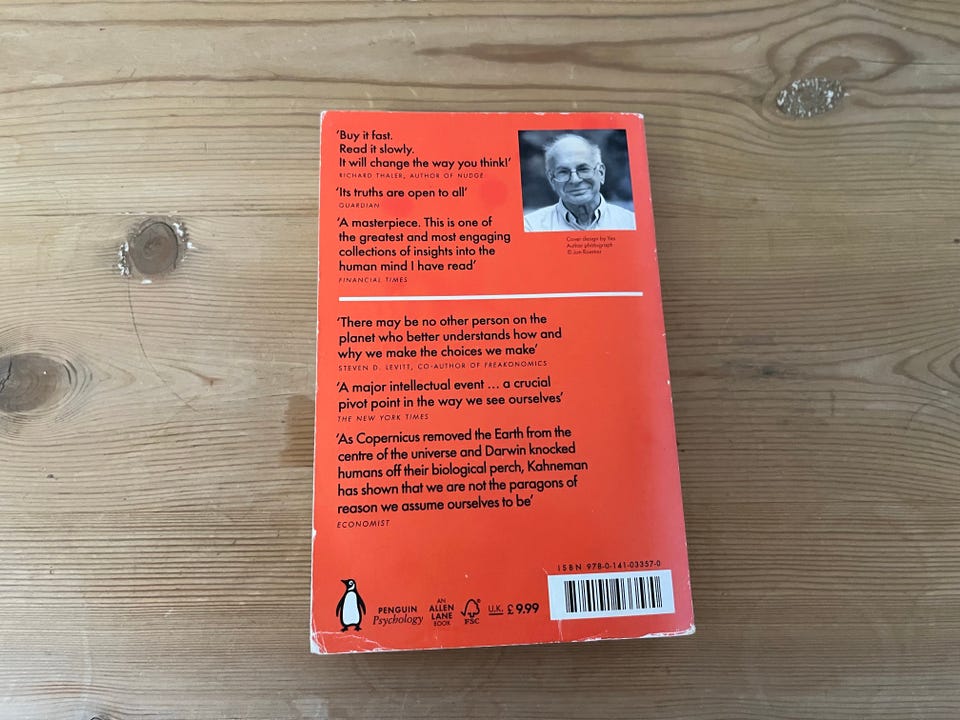 ‘Buy it fast.
Read it slowly.
It will change the way you think!’
RICHARD THALER, AUTHOR OF NUDGE
‘Its truths are open to all’
GUARDIAN
‘A masterpiece. This is one of
the greatest and most engaging
collections of insights into the
human mind I have read’
FINANCIAL TIMES
Cover design by Yes
Author photograph
©
‘There may be no other person on the
planet who better understands how and
why we make the choices we make’
STEVEN D. LEVITT, CO-AUTHOR OF FREAKONOMICS
‘A major intellectual event ... a crucial
pivot point in the way we see ourselves’
THE NEW YORK TIMES
‘As Copernicus removed the Earth from the
centre of the universe and Darwin knocked
humans off their biological perch, Kahneman
has shown that we are not the paragons of
reason we assume ourselves to be’
ECONOMIST
ISBN 978-0-141-03357-0
PENGUIN
Psychology
AN
ALLEN
LANE
BOOK
FSC
U.K. £9.99